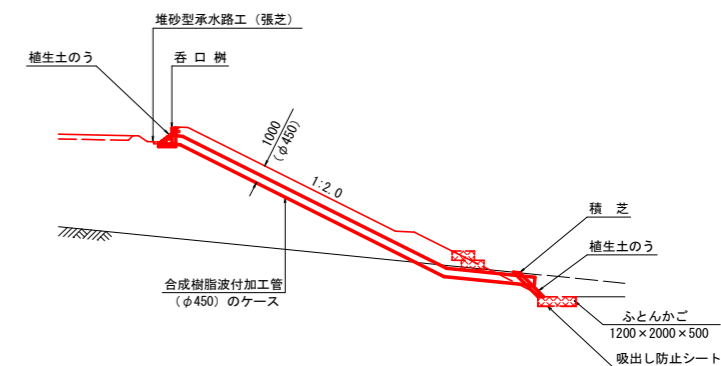 堆砂型承水路工（張芝）
植生土のう
呑 口 桝
1000
（φ450）
1:2.0
積 芝
植生土のう
合成樹脂波付加工管
（φ450）のケース
ふとんかご
1200×2000×500
吸出し防止シート